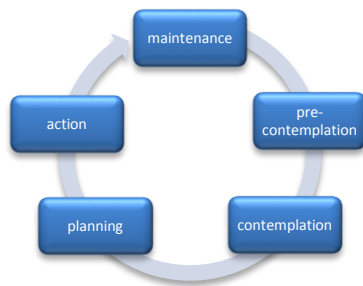 maintenance
pre-
contemplation
contemplation
planning
action